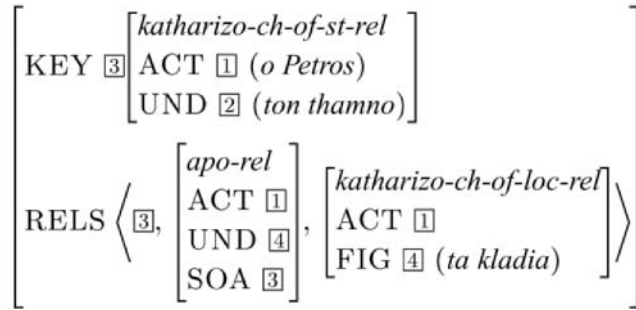 katharizo-ch-of-st-rel
KEY 3 ACT 1 (o Petros)
UND 2 (ton thamno)
apo-rel
katharizo-ch-of-loc-rel
RELS ⟨ 3 , ACT 1 , ACT 1 ⟩
UND 4
FIG 4 (ta kladia)
SOA 3